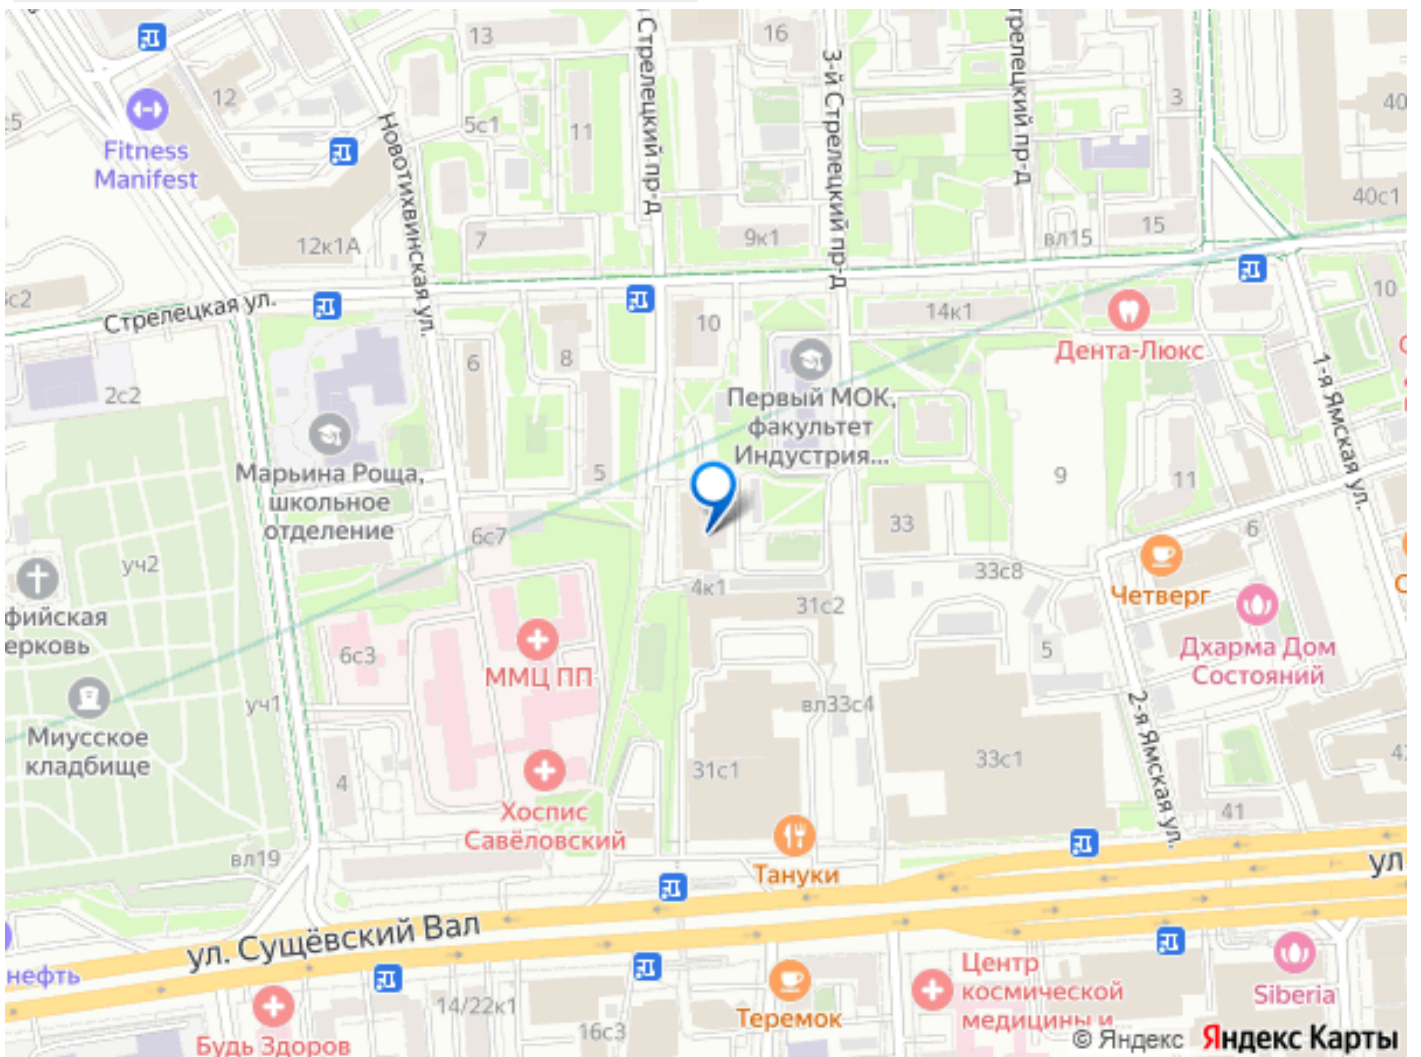 13
16
Стрелецкий пр-д
3-й Стрелецкий пр-д
трелецкий пр-д
3
40
12
Fitness
Manifest
Новотихвинская ул.
5с1
11
40с1
12к1А
7
9к1
вл15
15
Стрелецкая ул.
10
14к1
10
Дента-Люкс
2с2
6
8
Первый МОК,
факультет
Индустрия...
1-я Ямская ул.
Марьина Роща,
школьное
отделение
5
9
11
6с7
33
6
уч2
4к1
33с8
Четверг
31с2
фийская
ерковь
6с3
ММЦ ПП
5
Дхарма Дом
Состояний
уч1
вл33с4
2-я Ямская ул.
Миусское
кладбище
4
31с1
33с1
Хоспис
Савёловский
41
вл19
Тануки
ул
ул. Сущёвский Вал
нефть
14/22к1
16с3
Теремок
Центр
космической
медицины и
Siberia
Будь Здоров
© Яндекс Яндекс Карты